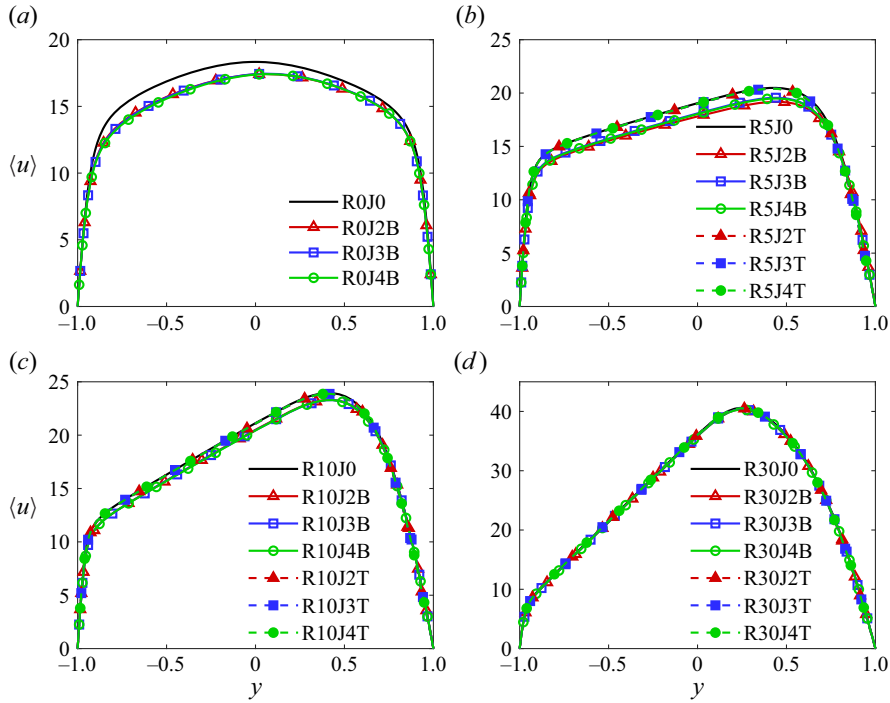 (a)
20
15
10
5
0
⟨u⟩
R0J0
R0J2B
R0J3B
R0J4B
–1.0
–0.5
0
0.5
1.0
(b)
25
20
15
10
5
0
R5J0
R5J2B
R5J3B
R5J4B
R5J2T
R5J3T
R5J4T
–1.0
–0.5
0
0.5
1.0
(c)
25
20
15
10
5
0
⟨u⟩
R10J0
R10J2B
R10J3B
R10J4B
R10J2T
R10J3T
R10J4T
–1.0
–0.5
0
0.5
1.0
y
(d)
40
30
20
10
0
R30J0
R30J2B
R30J3B
R30J4B
R30J2T
R30J3T
R30J4T
–1.0
–0.5
0
0.5
1.0
y